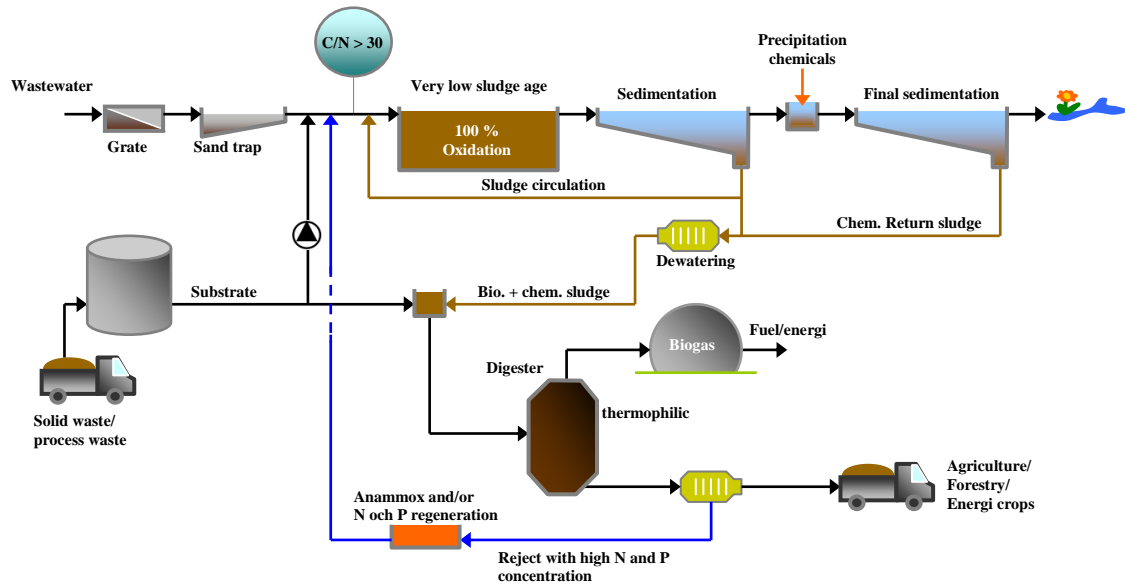 C/N > 30
Precipitation
chemicals
Wastewater
Very low sludge age
Sedimentation
Final sedimentation
100 %
Oxidation
Grate
Sand trap
Sludge circulation
Chem. Return sludge
Dewatering
Substrate
Bio. + chem. sludge
Biogas
Fuel/energi
Digester
thermophilic
Solid waste/
process waste
Agriculture/
Forestry/
Energi crops
Anammox and/or
N och P regeneration
Reject with high N and P
concentration